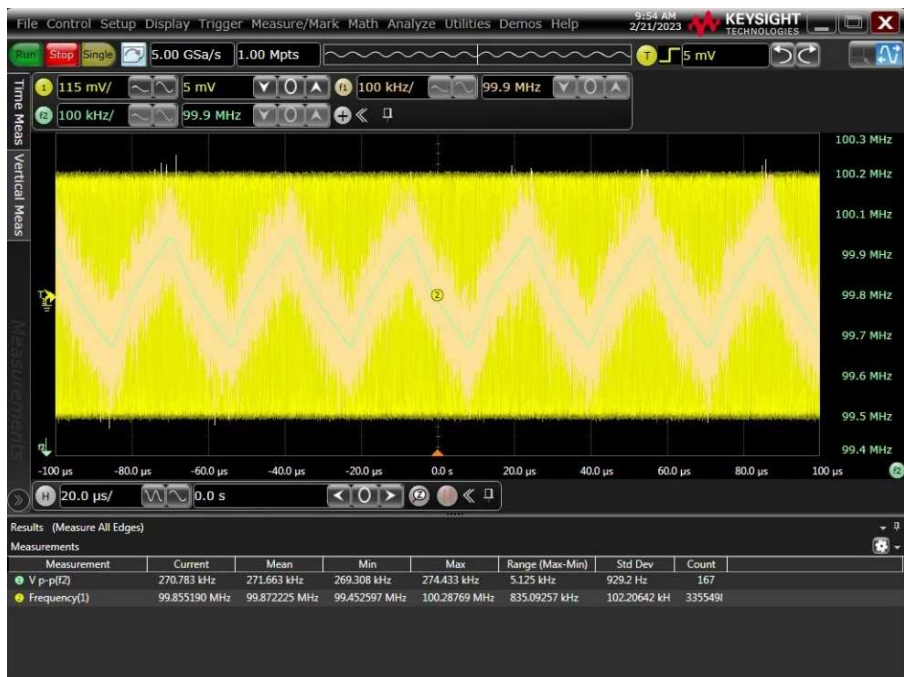 File Control Setup Display Trigger Measure/Mark Math Analyze Utilities Demos Help
9:54 AM
2/21/2023
KEYSIGHT
TECHNOLOGIES
Run Stop Single 5.00 GSa/s 1.00 Mpts T 5 mV
1 115 mV/ 5 mV f1 100 kHz/ 99.9 MHz
f2 100 kHz/ 99.9 MHz
Time Meas
Vertical Meas
Measurements
100.3 MHz
100.2 MHz
100.1 MHz
99.9 MHz
99.8 MHz
99.7 MHz
99.6 MHz
99.5 MHz
99.4 MHz
2
-100 µs -80.0 µs -60.0 µs -40.0 µs -20.0 µs 0.0 s 20.0 µs 40.0 µs 60.0 µs 80.0 µs 100 µs f2
H 20.0 µs/ 0.0 s
Results (Measure All Edges)
Measurements
Measurement Current Mean Min Max Range (Max-Min) Std Dev Count
V p-p(f2) 270.783 kHz 271.663 kHz 269.308 kHz 274.433 kHz 5.125 kHz 929.2 Hz 167
Frequency(1) 99.855190 MHz 99.872225 MHz 99.452597 MHz 100.28769 MHz 835.09257 kHz 102.20642 kH 335549